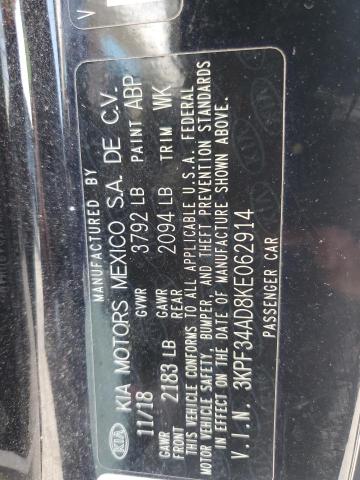 MANUFACTURED BY
KIA KIA MOTORS MEXICO S.A. DE C.V.
11/18 GVWR 3792 LB PAINT ABP
GAWR FRONT 2183 LB GAWR REAR 2094 LB TRIM WK
THIS VEHICLE CONFORMS TO ALL APPLICABLE U.S.A. FEDERAL
MOTOR VEHICLE SAFETY, BUMPER, AND THEFT PREVENTION STANDARDS
IN EFFECT ON THE DATE OF MANUFACTURE SHOWN ABOVE.
V.I.N. 3KPF34AD8KE062914
PASSENGER CAR
V